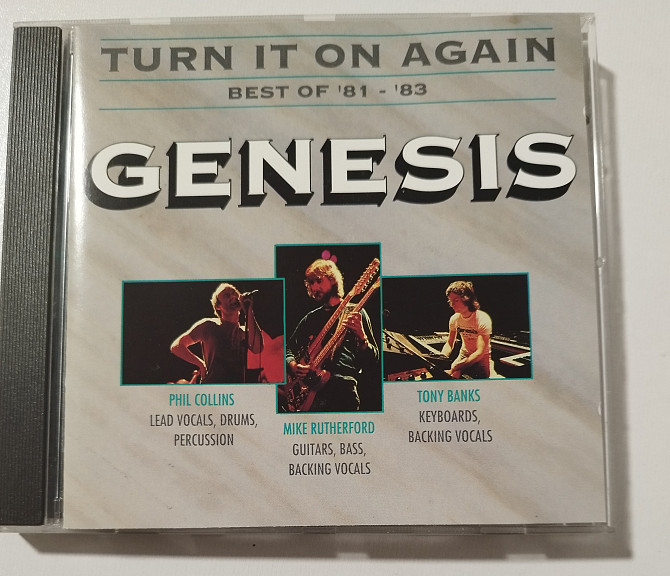 TURN IT ON AGAIN
BEST OF '81 - '83
GENESIS
PHIL COLLINS
LEAD VOCALS, DRUMS,
PERCUSSION
MIKE RUTHERFORD
GUITARS, BASS,
BACKING VOCALS
TONY BANKS
KEYBOARDS,
BACKING VOCALS